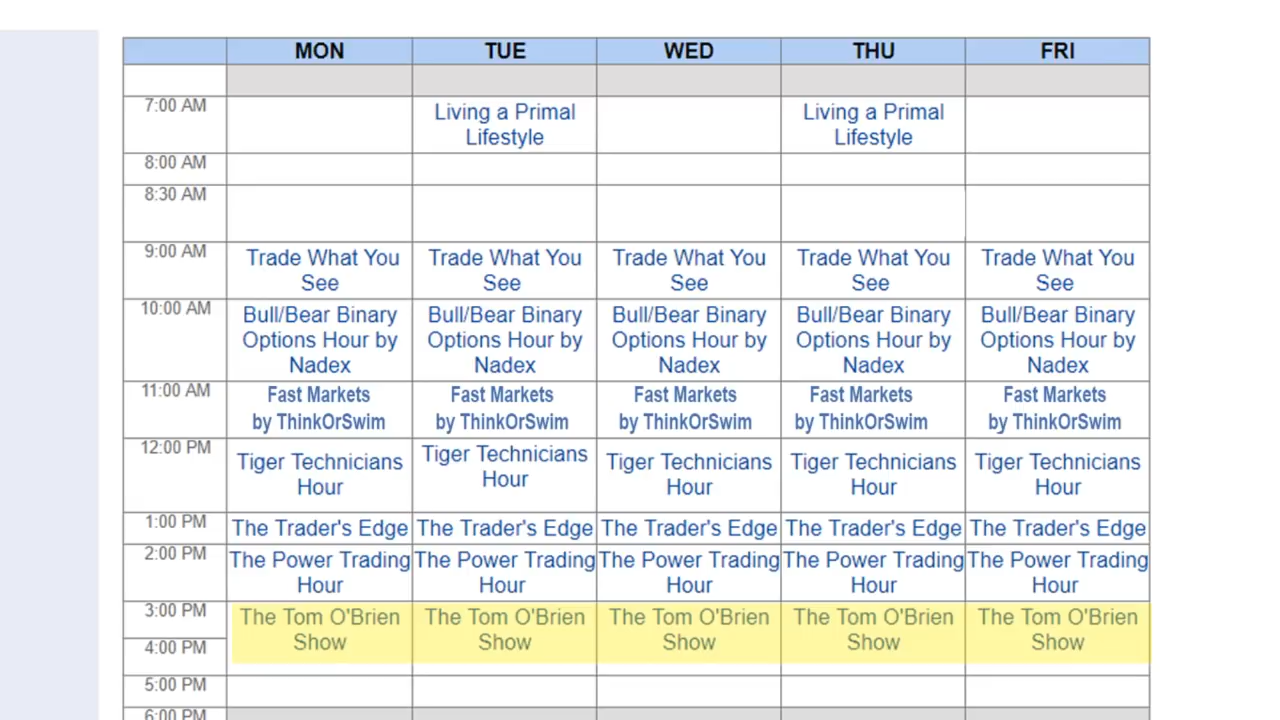 MON TUE WED THU FRI
7:00 AM
Living a Primal Living a Primal
Lifestyle Lifestyle
8:00 AM
8:30 AM
9:00 AM
Trade What You Trade What You Trade What You Trade What You Trade What You
See See See See See
10:00 AM
Bull/Bear Binary Bull/Bear Binary Bull/Bear Binary Bull/Bear Binary Bull/Bear Binary
Options Hour by Options Hour by Options Hour by Options Hour by Options Hour by
Nadex Nadex Nadex Nadex Nadex
11:00 AM
Fast Markets Fast Markets Fast Markets Fast Markets Fast Markets
by ThinkOrSwim by ThinkOrSwim by ThinkOrSwim by ThinkOrSwim by ThinkOrSwim
12:00 PM
Tiger Technicians Tiger Technicians Tiger Technicians Tiger Technicians Tiger Technicians
Hour Hour Hour Hour Hour
1:00 PM
The Trader's Edge The Trader's Edge The Trader's Edge The Trader's Edge The Trader's Edge
2:00 PM
The Power Trading The Power Trading The Power Trading The Power Trading The Power Trading
Hour Hour Hour Hour Hour
3:00 PM
The Tom O'Brien The Tom O'Brien The Tom O'Brien The Tom O'Brien The Tom O'Brien
Show Show Show Show Show
4:00 PM
5:00 PM
6:00 PM